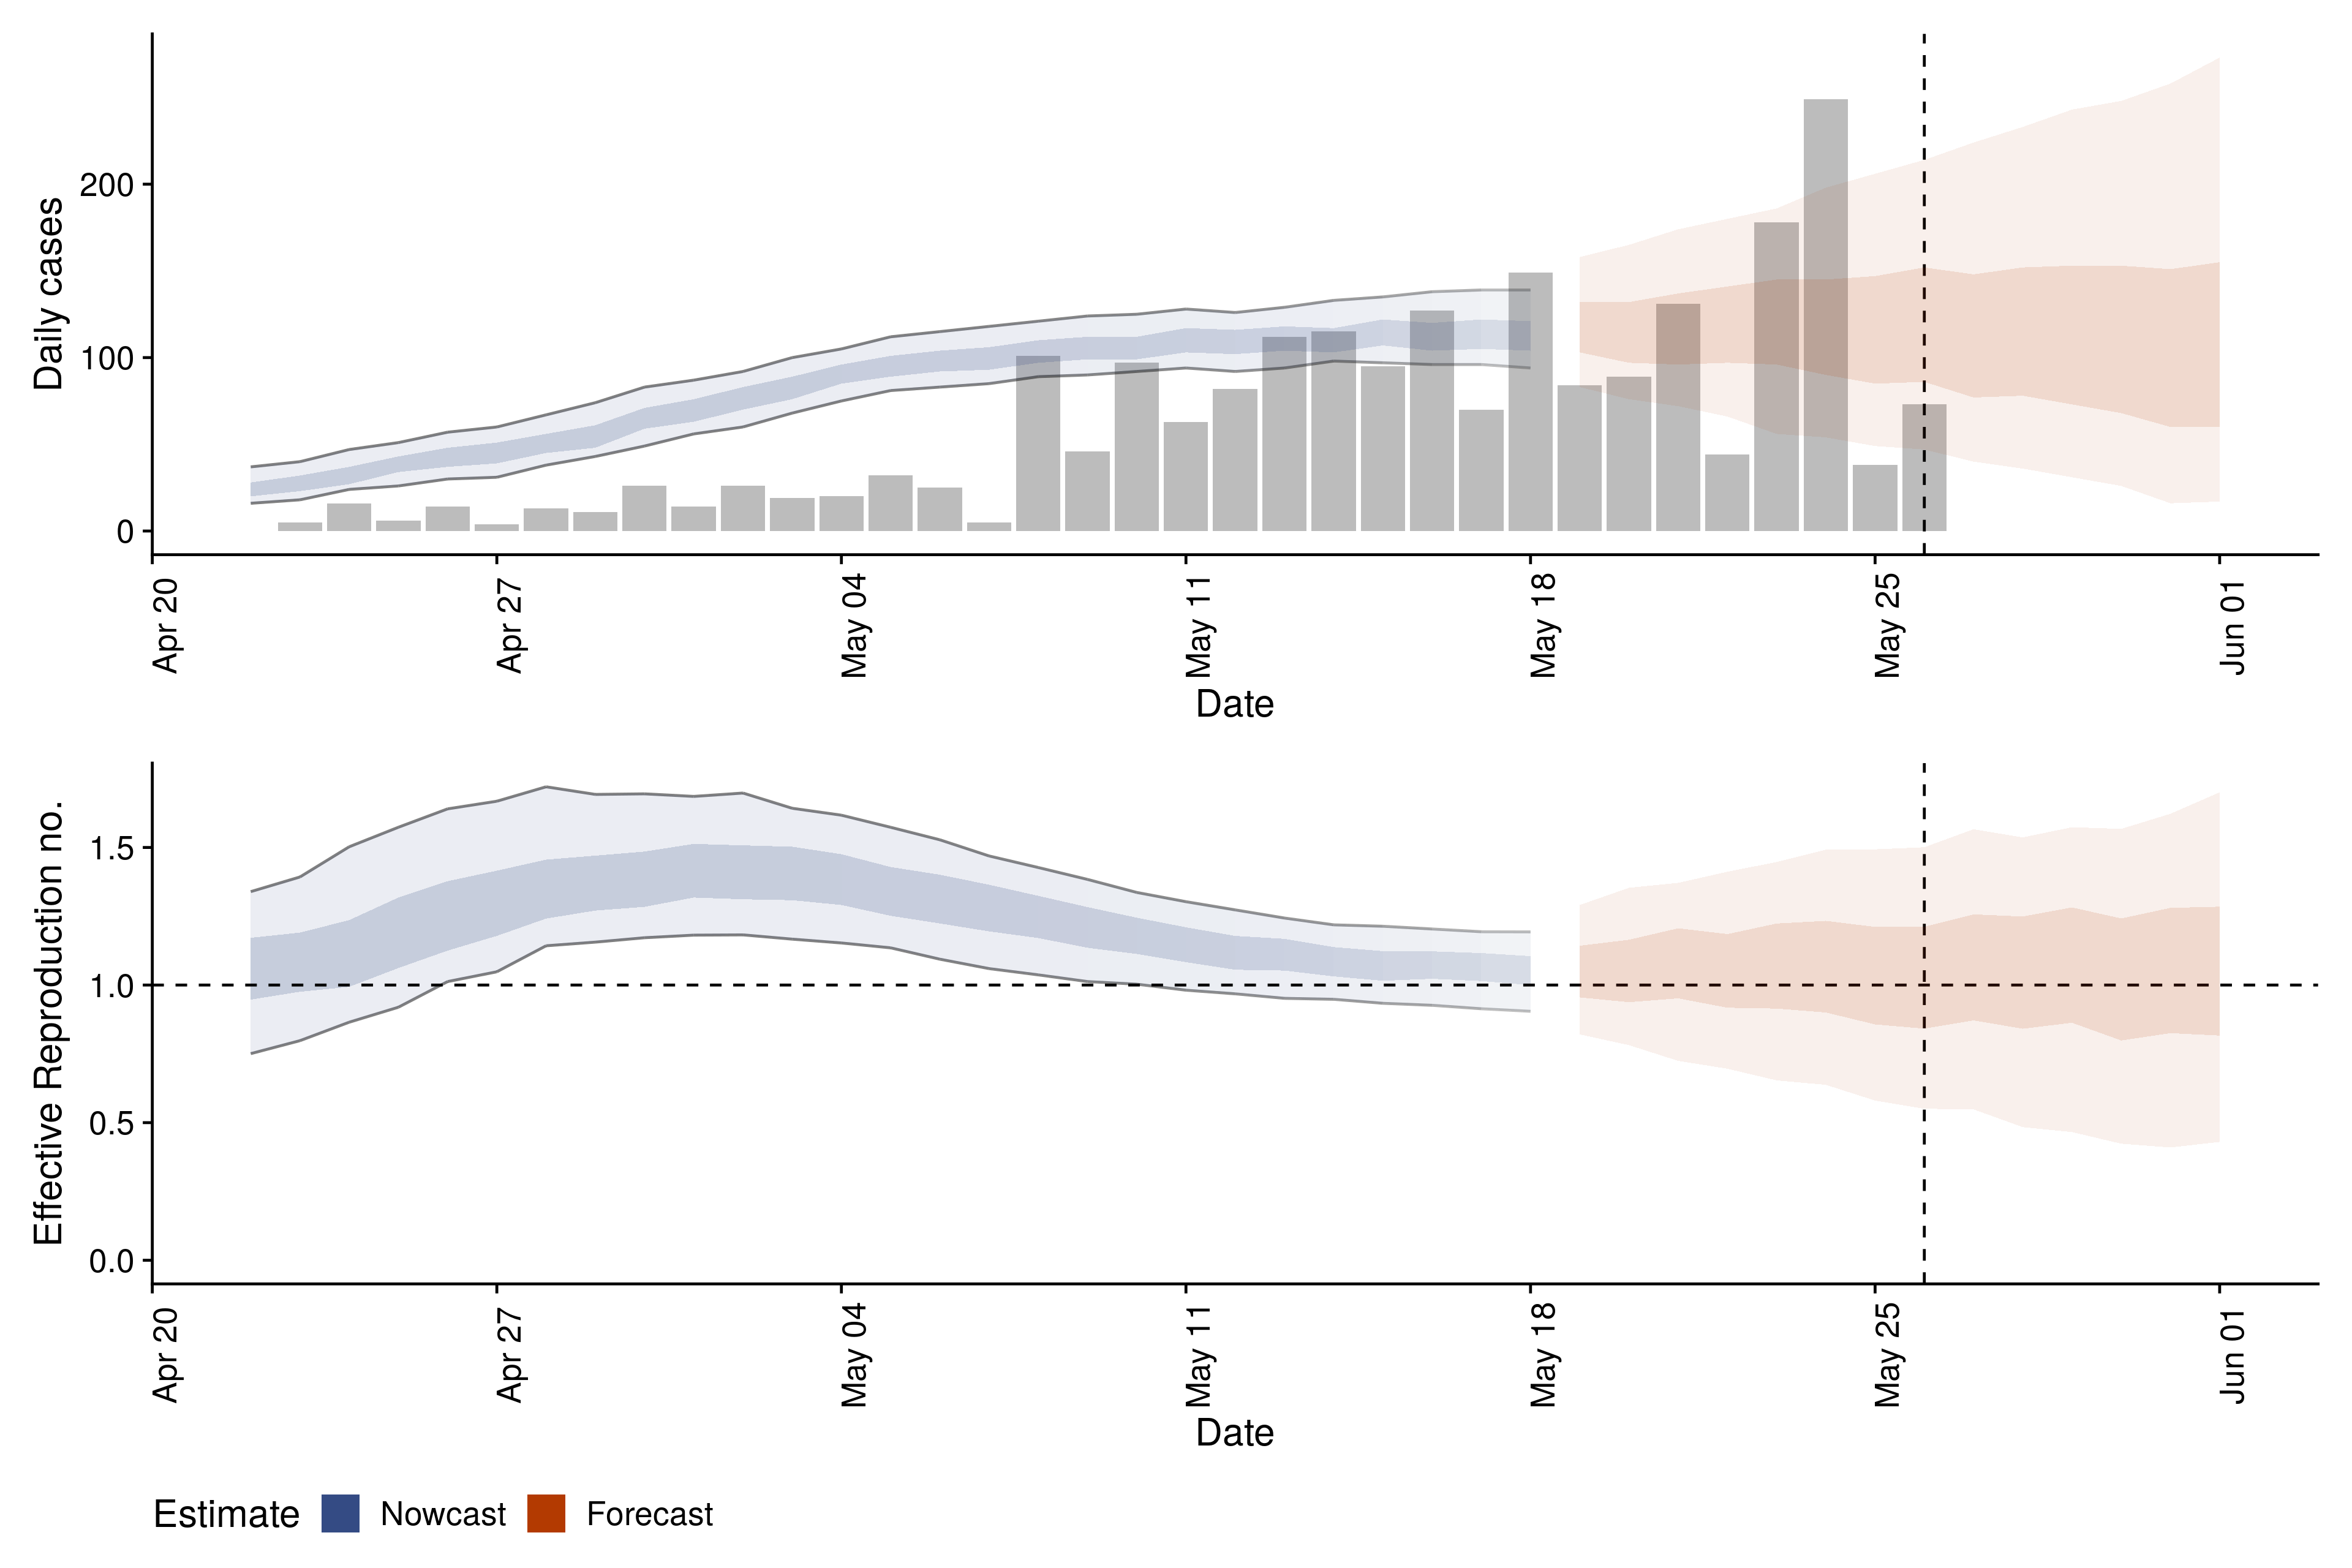 Daily cases
200
100
0
Apr 20
Apr 27
May 04
May 11
May 18
May 25
Jun 01
Date
Effective Reproduction no.
1.5
1.0
0.5
0.0
Apr 20
Apr 27
May 04
May 11
May 18
May 25
Jun 01
Date
Estimate Nowcast Forecast